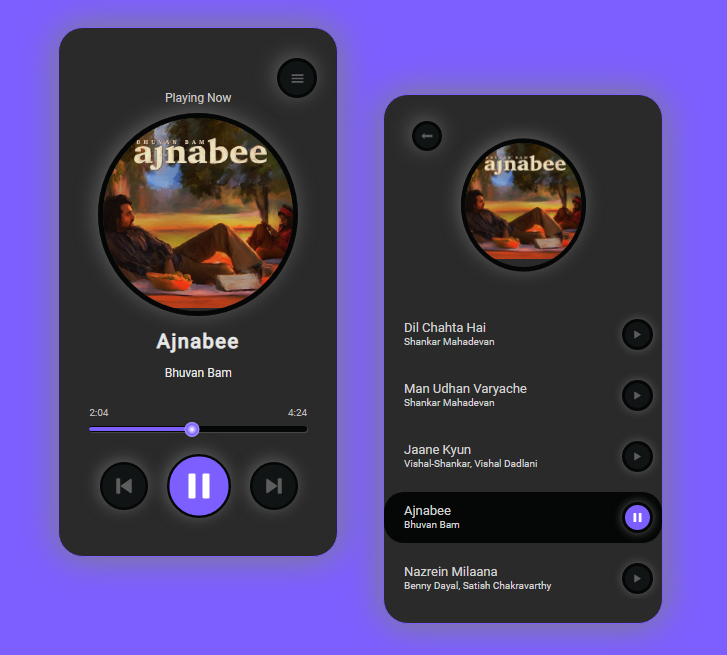 Playing Now
BHUVAN BAM
ajnabee
Ajnabee
Bhuvan Bam
2:04
4:24
ajnabee
Dil Chahta Hai
Shankar Mahadevan
Man Udhan Varyache
Shankar Mahadevan
Jaane Kyun
Vishal-Shankar, Vishal Dadlani
Ajnabee
Bhuvan Bam
Nazrein Milaana
Benny Dayal, Satish Chakravarthy